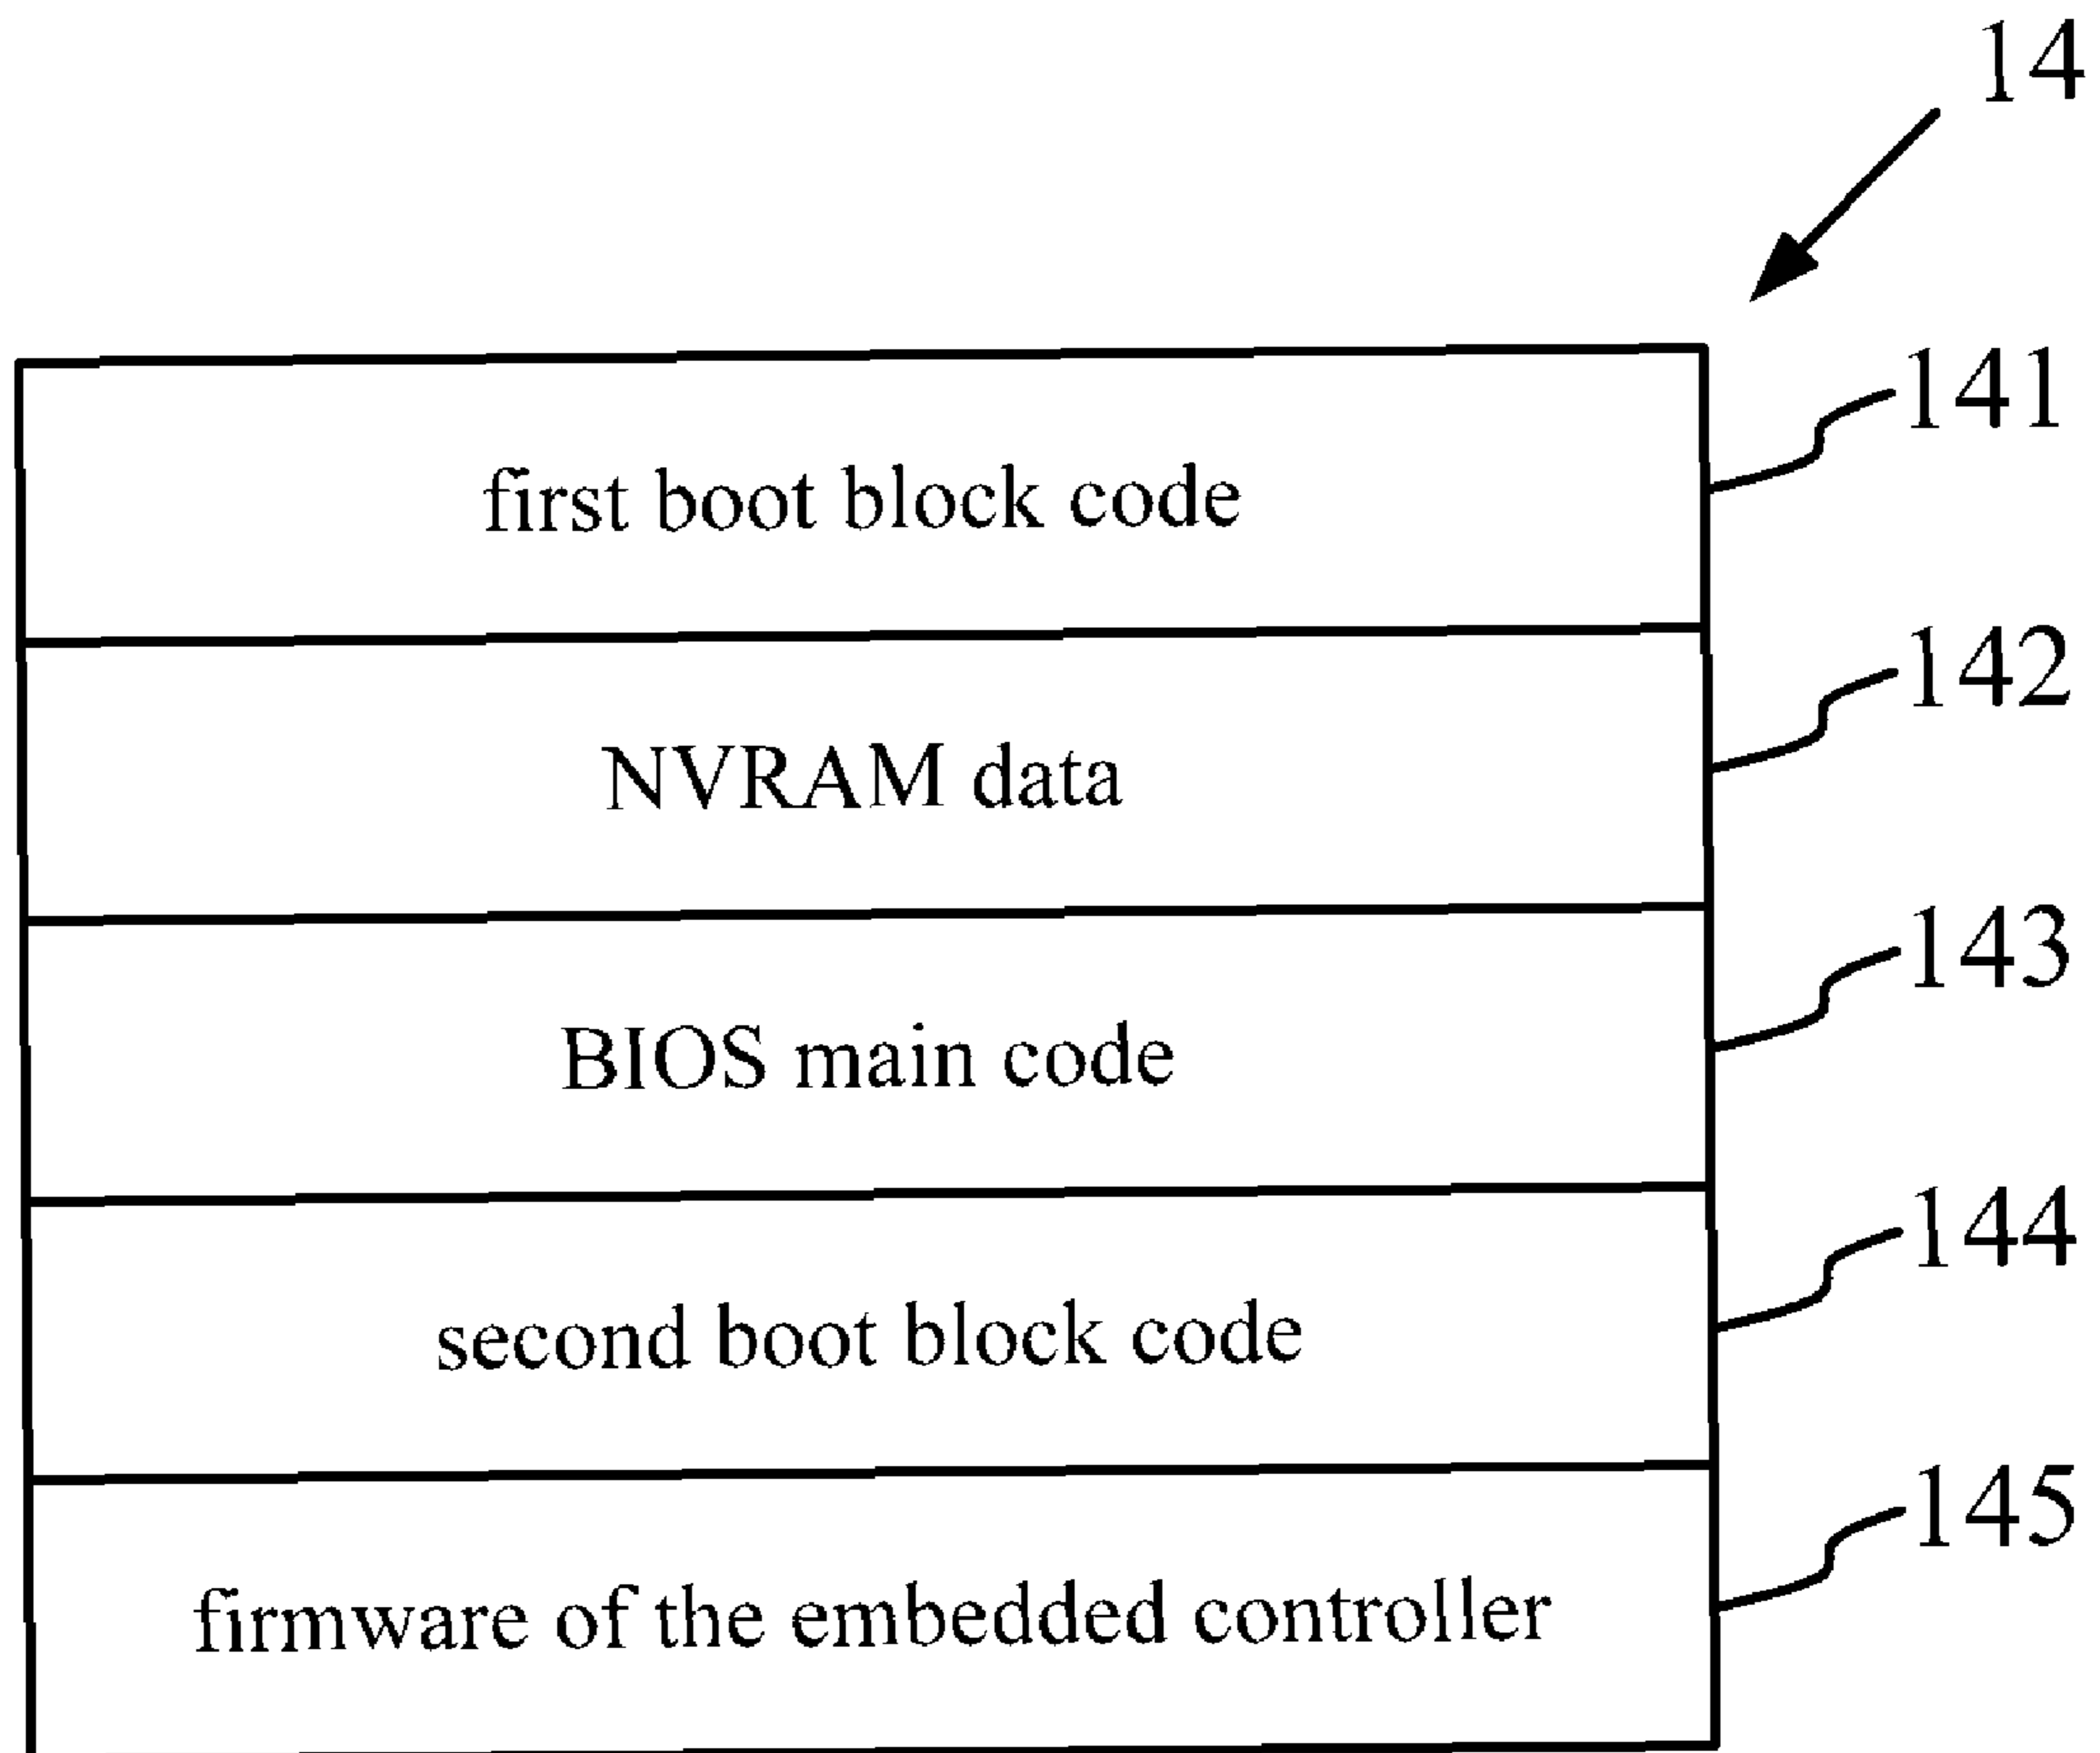 14
first boot block code 141
NVRAM data 142
BIOS main code 143
second boot block code 144
firmware of the embedded controller 145